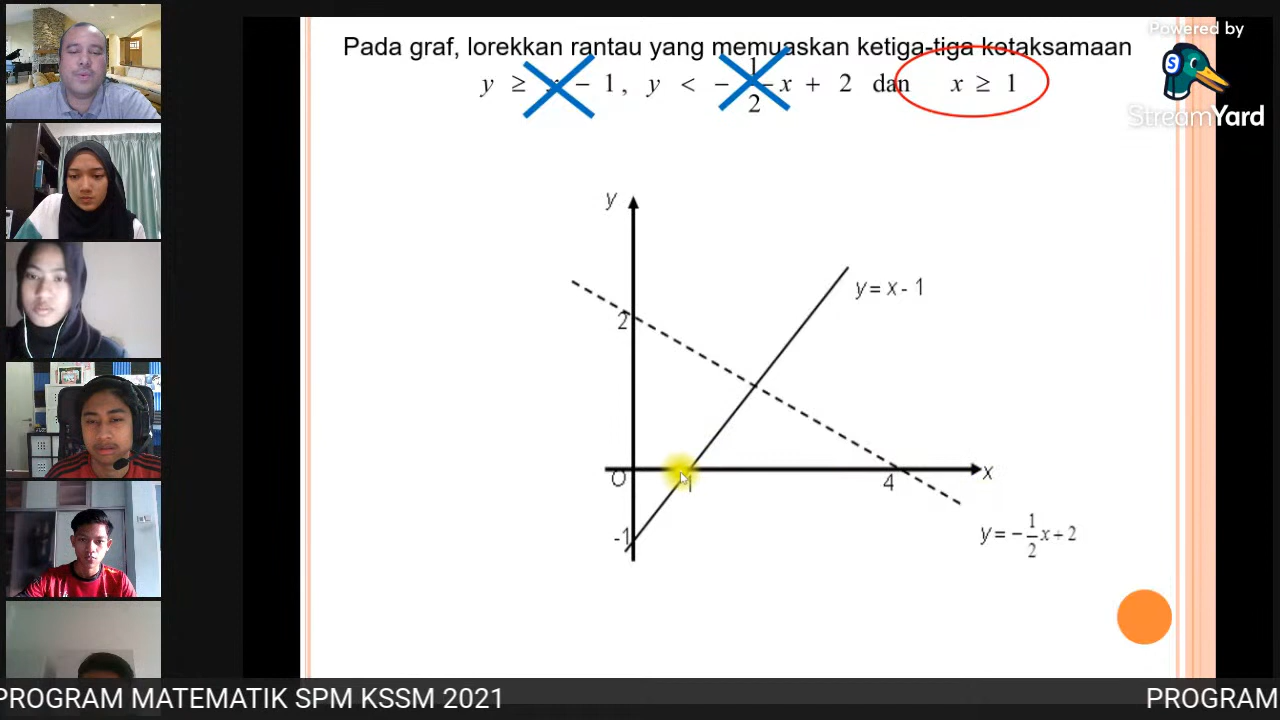 Powered by
StreamYard
Pada graf, lorekkan rantau yang memuaskan ketiga-tiga kotaksamaan
y ≥ x − 1, y < − 1/2 x + 2 dan x ≥ 1
y
y = x - 1
2
O
1
4
x
-1
y = − 1/2 x + 2
PROGRAM MATEMATIK SPM KSSM 2021
PROGRAM